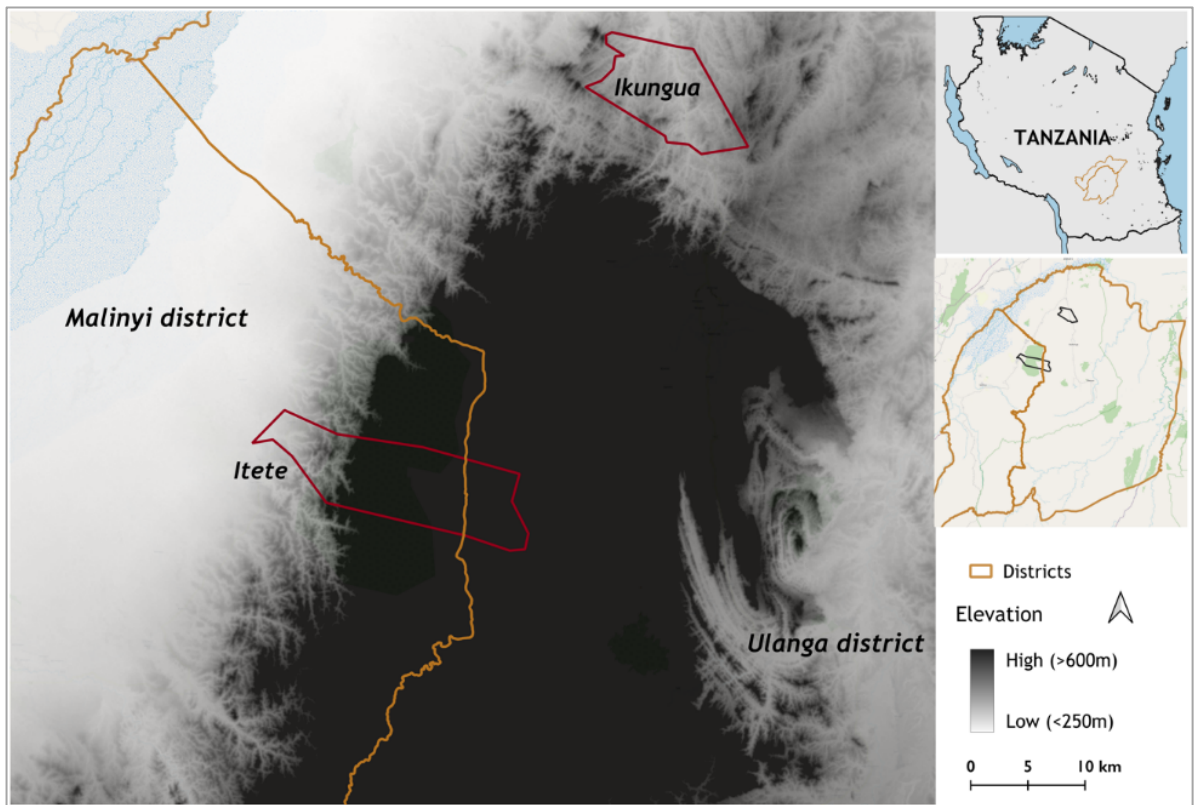 Ikungua
Malinyi district
Itete
Ulanga district
TANZANIA
Districts
Elevation
High (>600m)
Low (<250m)
0 5 10 km